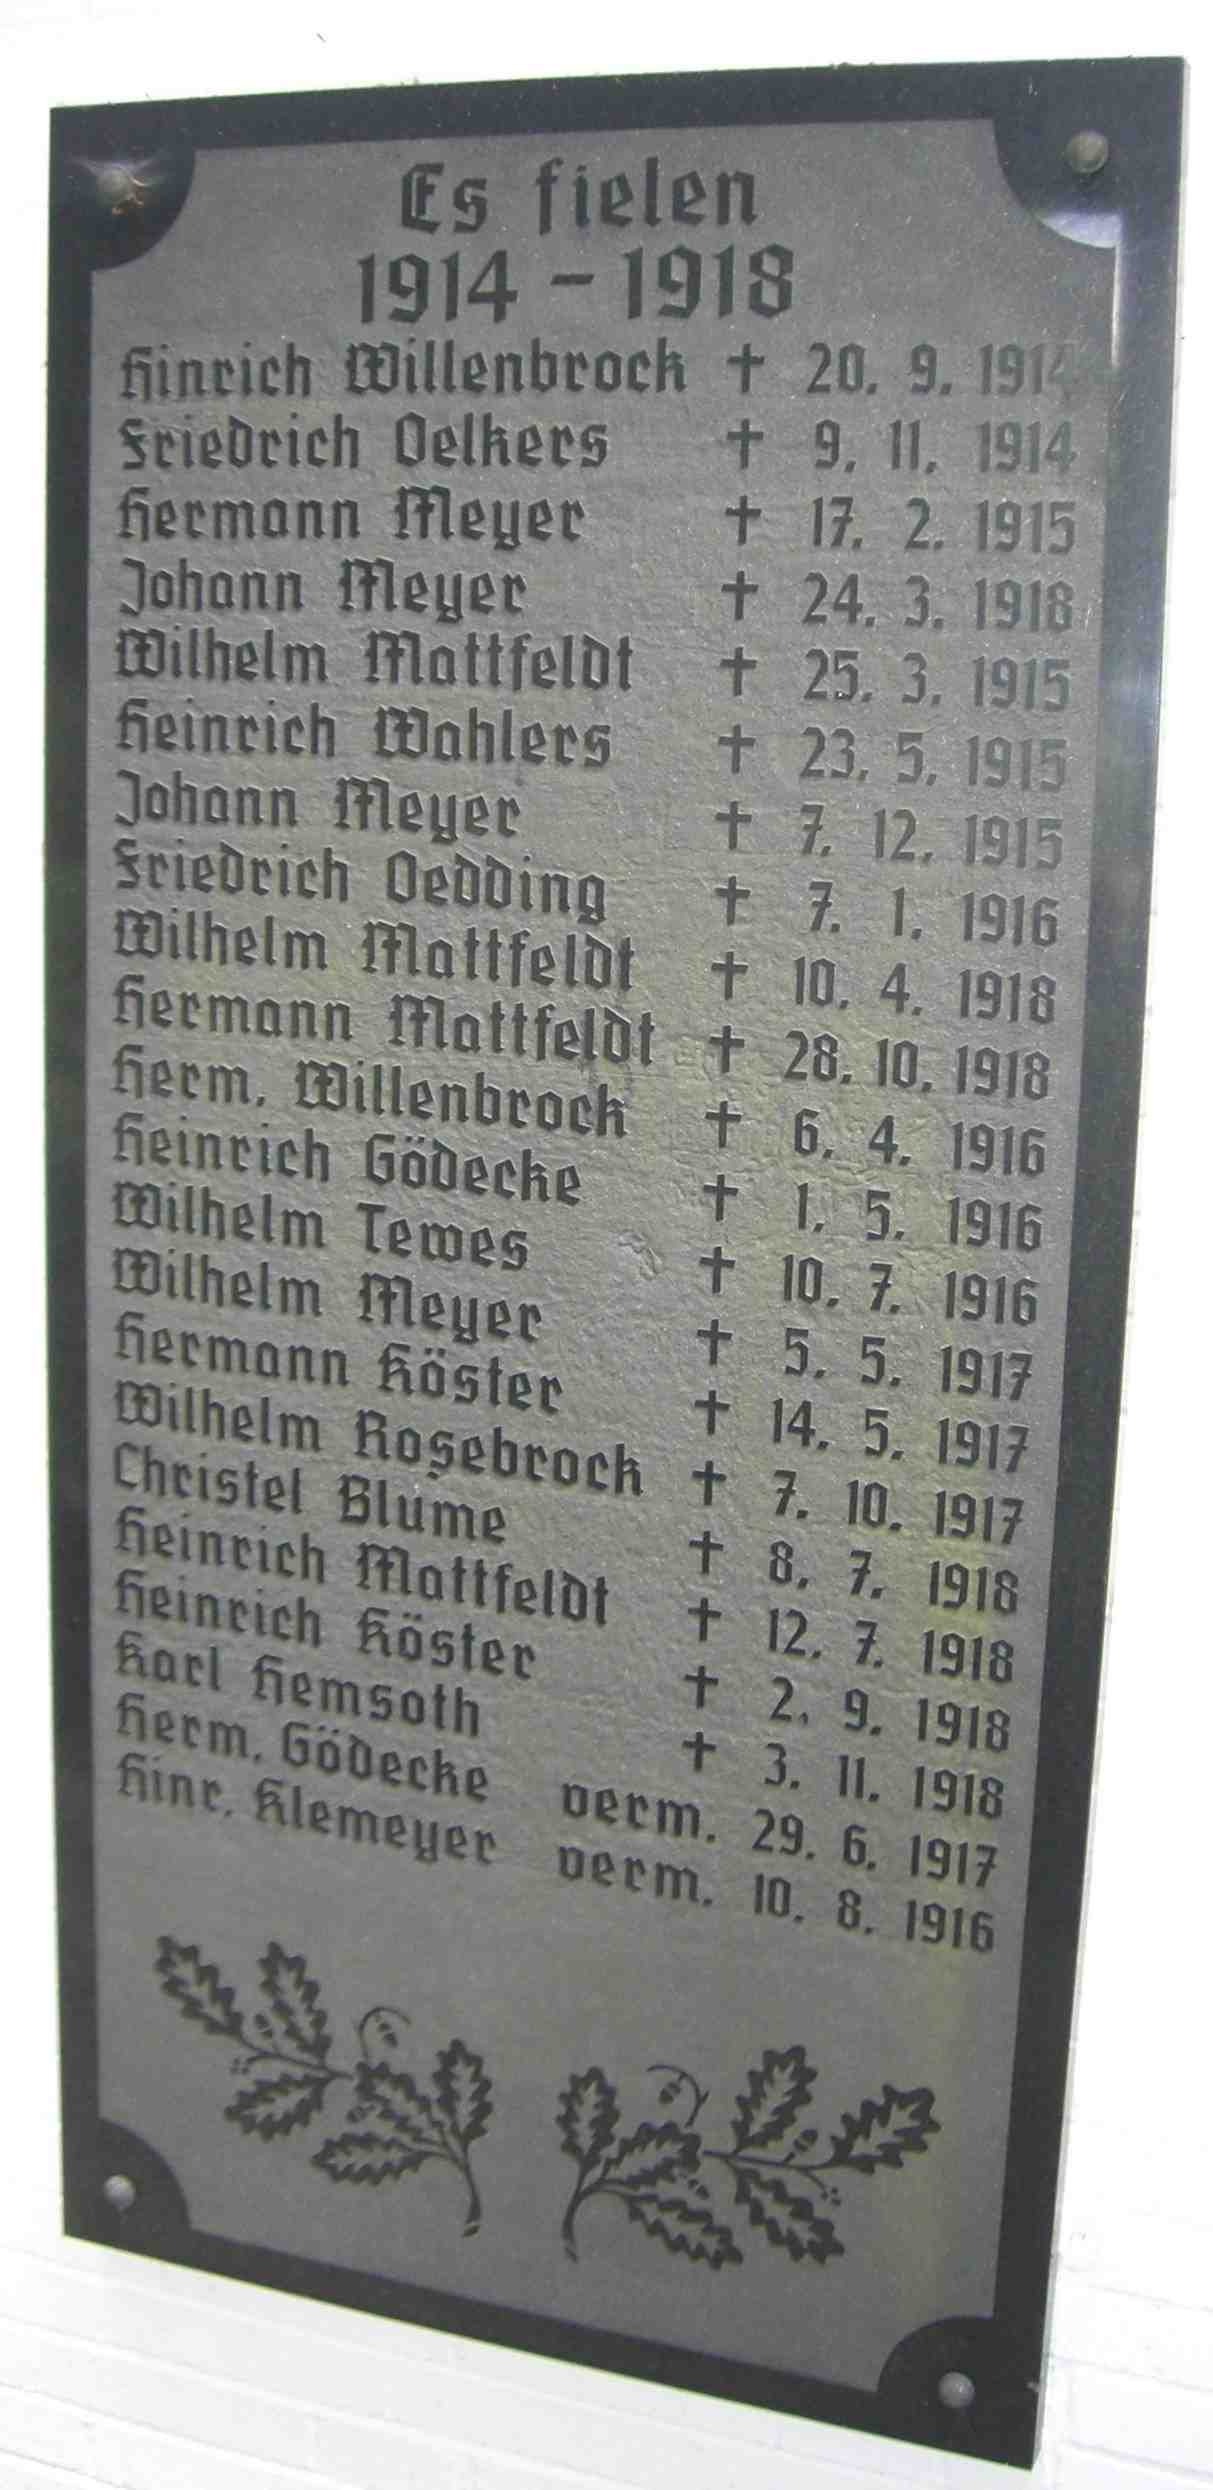 Es fielen
1914 - 1918
Hinrich Willenbrock † 20. 9. 1914
Friedrich Oelkers † 9. 11. 1914
Hermann Meyer † 17. 2. 1915
Johann Meyer † 24. 3. 1918
Wilhelm Mattfeldt † 25. 3. 1915
Heinrich Wahlers † 23. 5. 1915
Johann Meyer † 7. 12. 1915
Friedrich Oedding † 7. 1. 1916
Wilhelm Mattfeldt † 10. 4. 1918
Hermann Mattfeldt † 28. 10. 1918
Herm. Willenbrock † 6. 4. 1916
Heinrich Gödecke † 1. 5. 1916
Wilhelm Tewes † 10. 7. 1916
Wilhelm Meyer † 5. 5. 1917
Hermann Köster † 14. 5. 1917
Wilhelm Rosebrock † 7. 10. 1917
Christel Blume † 8. 7. 1918
Heinrich Mattfeldt † 12. 7. 1918
Heinrich Köster † 2. 9. 1918
Karl Hemsoth † 3. 11. 1918
Herm. Gödecke verm. 29. 6. 1917
Hinr. Klemeyer verm. 10. 8. 1916